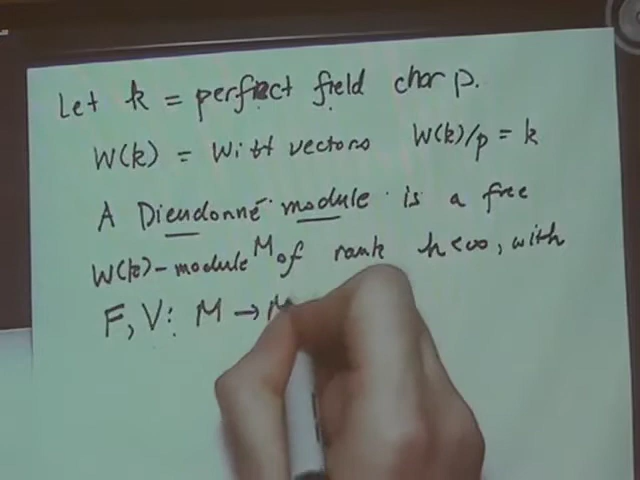 Let k = perfect field char p.
W(k) = Witt vectors W(k)/p = k
A Dieudonné module is a free
W(k)-module M of rank h<∞, with
F, V: M → M